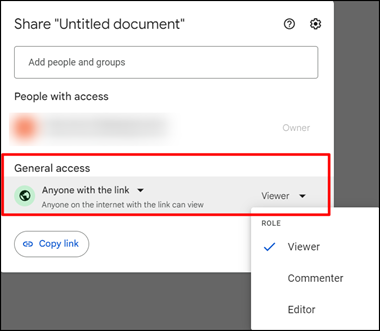 Share "Untitled document"
Add people and groups
People with access
Owner
General access
Anyone with the link
Viewer
Anyone on the internet with the link can view
Copy link
ROLE
Viewer
Commenter
Editor